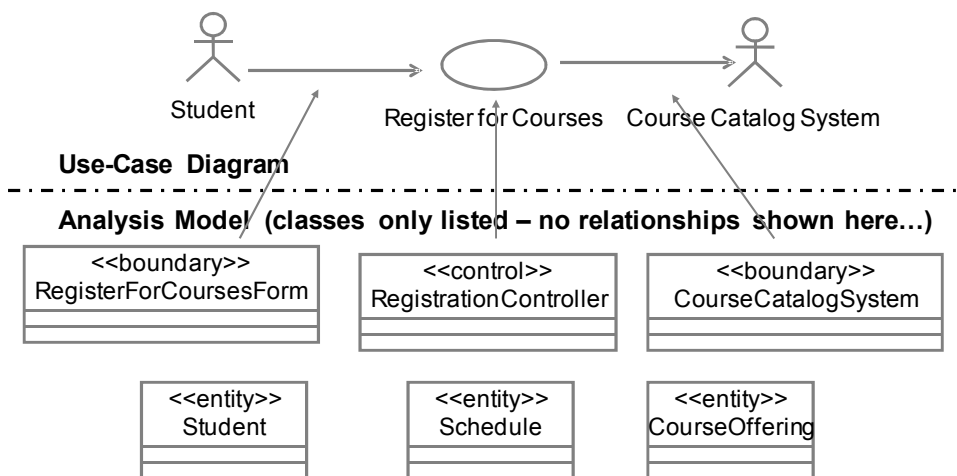 Student
Register for Courses
Course Catalog System
Use-Case Diagram
Analysis Model (classes only listed – no relationships shown here...)
<<boundary>>
RegisterForCoursesForm
<<control>>
RegistrationController
<<boundary>>
CourseCatalogSystem
<<entity>>
Student
<<entity>>
Schedule
<<entity>>
CourseOffering